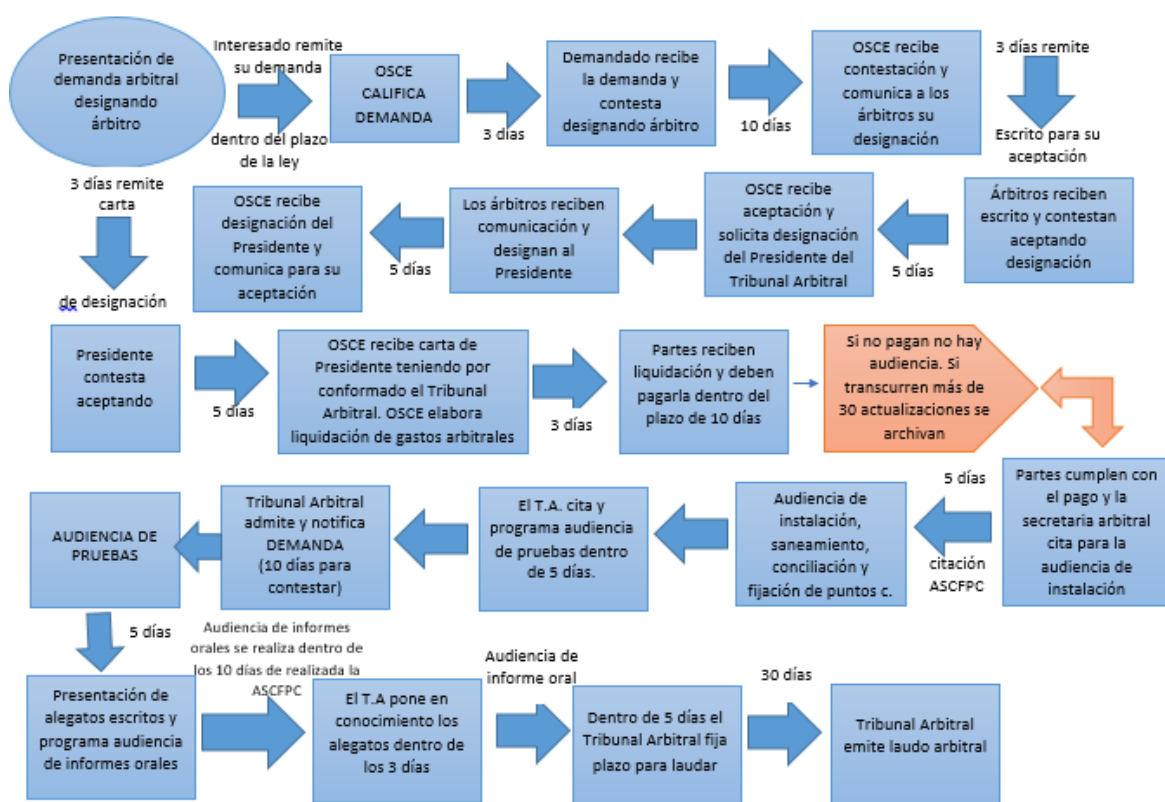 Presentación de
demanda arbitral
designando
árbitro
Interesado remite
su demanda
dentro del plazo
de la ley
OSCE
CALIFICA
DEMANDA
3 días
Demandado recibe
la demanda y
contesta
designando árbitro
10 días
OSCE recibe
contestación y
comunica a los
árbitros su
designación
3 días remite
Escrito para su
aceptación
Árbitros reciben
escrito y contestan
aceptando
designación
5 días
OSCE recibe
aceptación y
solicita designación
del Presidente del
Tribunal Arbitral
Los árbitros reciben
comunicación y
designan al
Presidente
5 días
OSCE recibe
designación del
Presidente y
comunica para su
aceptación
3 días remite
carta
de designación
Presidente
contesta
aceptando
5 días
OSCE recibe carta de
Presidente teniendo por
conformado el Tribunal
Arbitral. OSCE elabora
liquidación de gastos arbitrales
3 días
Partes reciben
liquidación y deben
pagarla dentro del
plazo de 10 días
Si no pagan no hay
audiencia. Si
transcurren más de
30 actualizaciones se
archivan
Partes cumplen con
el pago y la
secretaria arbitral
cita para la
audiencia de
instalación
5 días
citación
ASCFPC
Audiencia de
instalación,
saneamiento,
conciliación y
fijación de puntos c.
El T.A. cita y
programa audiencia
de pruebas dentro
de 5 días.
Tribunal Arbitral
admite y notifica
DEMANDA
(10 días para
contestar)
AUDIENCIA DE
PRUEBAS
5 días
Presentación de
alegatos escritos y
programa audiencia
de informes orales
Audiencia de informes
orales se realiza dentro de
los 10 días de realizada la
ASCFPC
El T.A pone en
conocimiento los
alegatos dentro de
los 3 días
Audiencia de
informe oral
Dentro de 5 días el
Tribunal Arbitral fija
plazo para laudar
30 días
Tribunal Arbitral
emite laudo arbitral